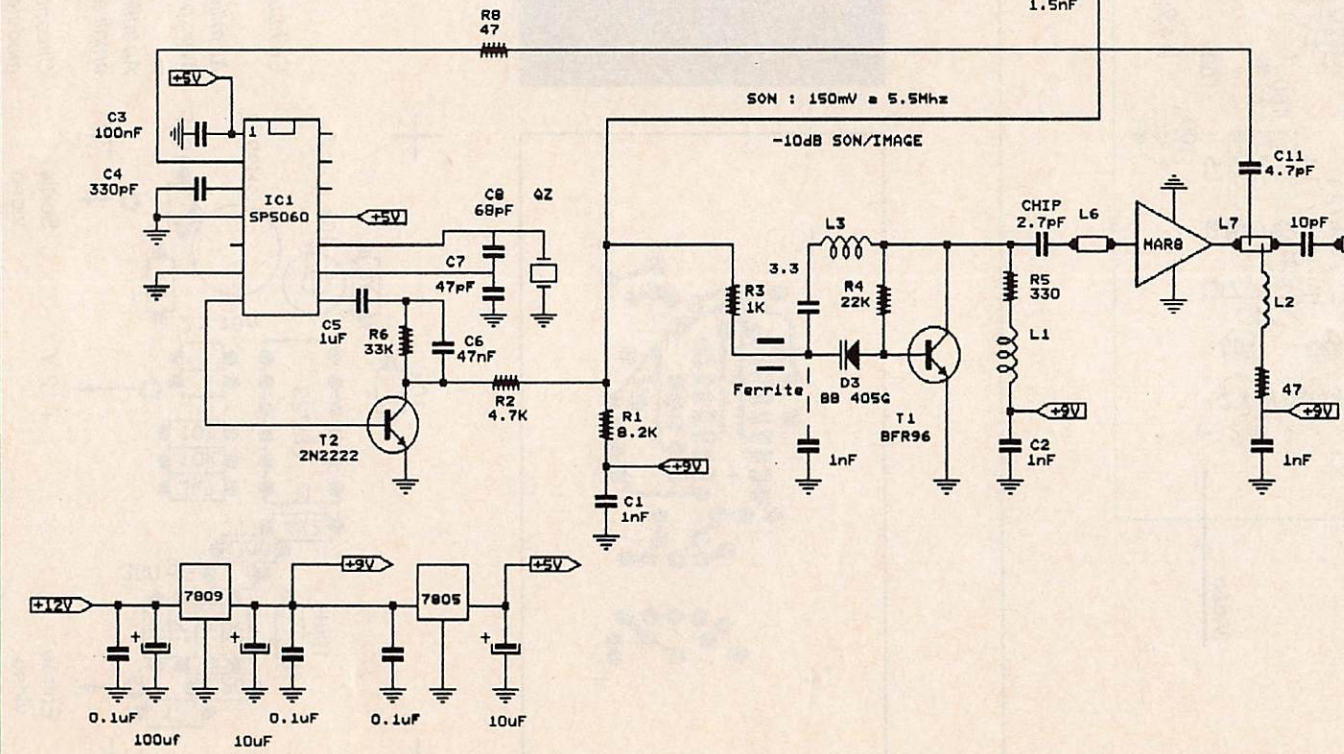 1.5nF
R8
47
+5V
SON : 150mV a 5.5Mhz
C3
100nF
1
-10dB SON/IMAGE
C11
4.7pF
C4
330pF
C8
68pF
QZ
IC1
SP5060
+5V
CHIP
2.7pF
L6
L3
MAR8
L7
10pF
C7
47pF
3.3
R3
1K
R4
22K
R5
330
L2
C5
1uF
R6
33K
C6
47nF
L1
Ferrite
D3
BB 405G
47
R2
4.7K
R1
8.2K
T1
BFR96
+9V
+9V
T2
2N2222
+9V
1nF
C2
1nF
1nF
C1
1nF
+9V
+5V
+12V
7809
7805
+
+
+
0.1uF
100uf
10uF
0.1uF
0.1uF
10uF